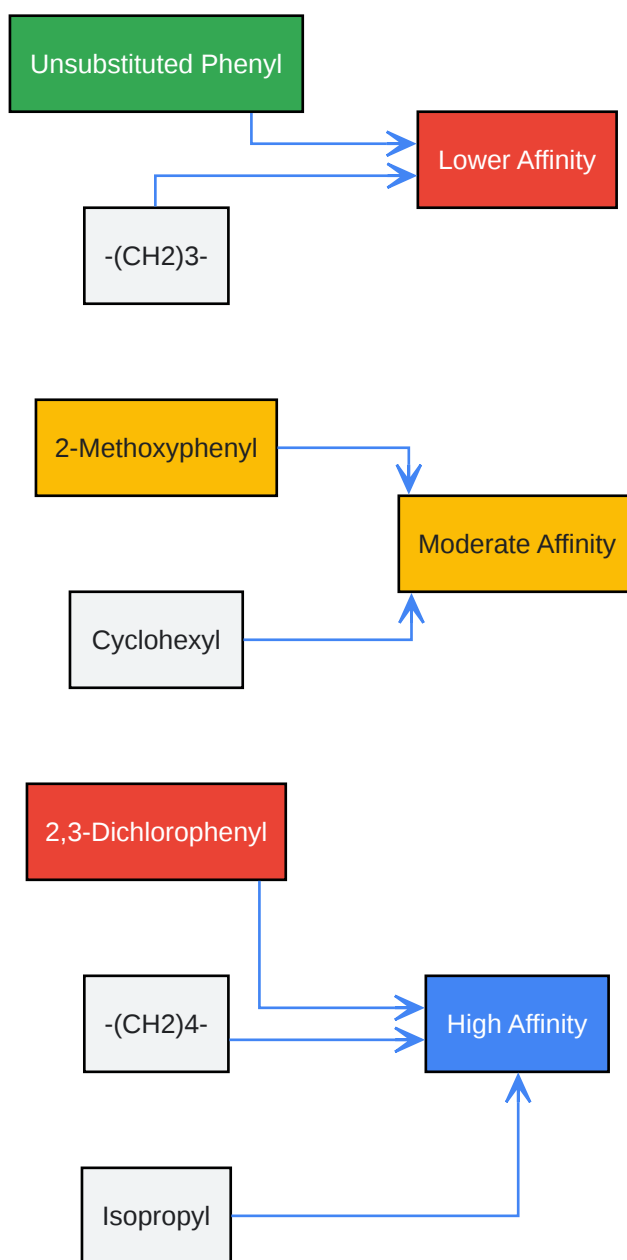 Unsubstituted Phenyl
Lower Affinity
-(CH2)3-
2-Methoxyphenyl
Moderate Affinity
Cyclohexyl
2,3-Dichlorophenyl
-(CH2)4-
High Affinity
Isopropyl